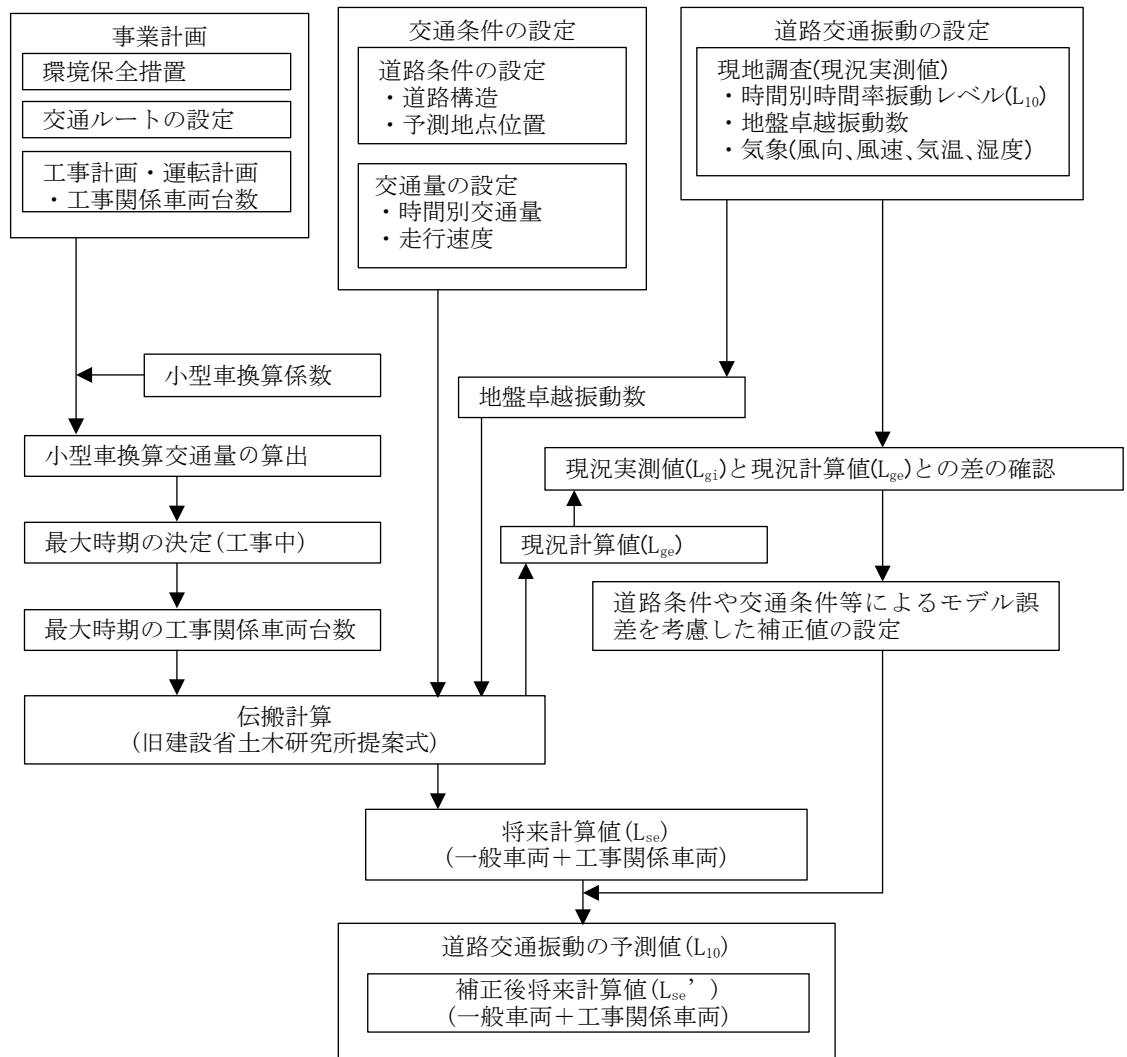 事業計画
環境保全措置
交通ルートの設定
工事計画・運転計画
・工事関係車両台数
交通条件の設定
道路条件の設定
・道路構造
・予測地点位置
交通量の設定
・時間別交通量
・走行速度
道路交通振動の設定
現地調査(現況実測値)
・時間別時間率振動レベル(L10)
・地盤卓越振動数
・気象(風向、風速、気温、湿度)
小型車換算係数
地盤卓越振動数
小型車換算交通量の算出
現況実測値(Lgi)と現況計算値(Lge)との差の確認
最大時期の決定(工事中)
現況計算値(Lge)
最大時期の工事関係車両台数
道路条件や交通条件等によるモデル誤
差を考慮した補正値の設定
伝搬計算
(旧建設省土木研究所提案式)
将来計算値(Lse)
(一般車両＋工事関係車両)
道路交通振動の予測値(L10)
補正後将来計算値(Lse’)
(一般車両＋工事関係車両)